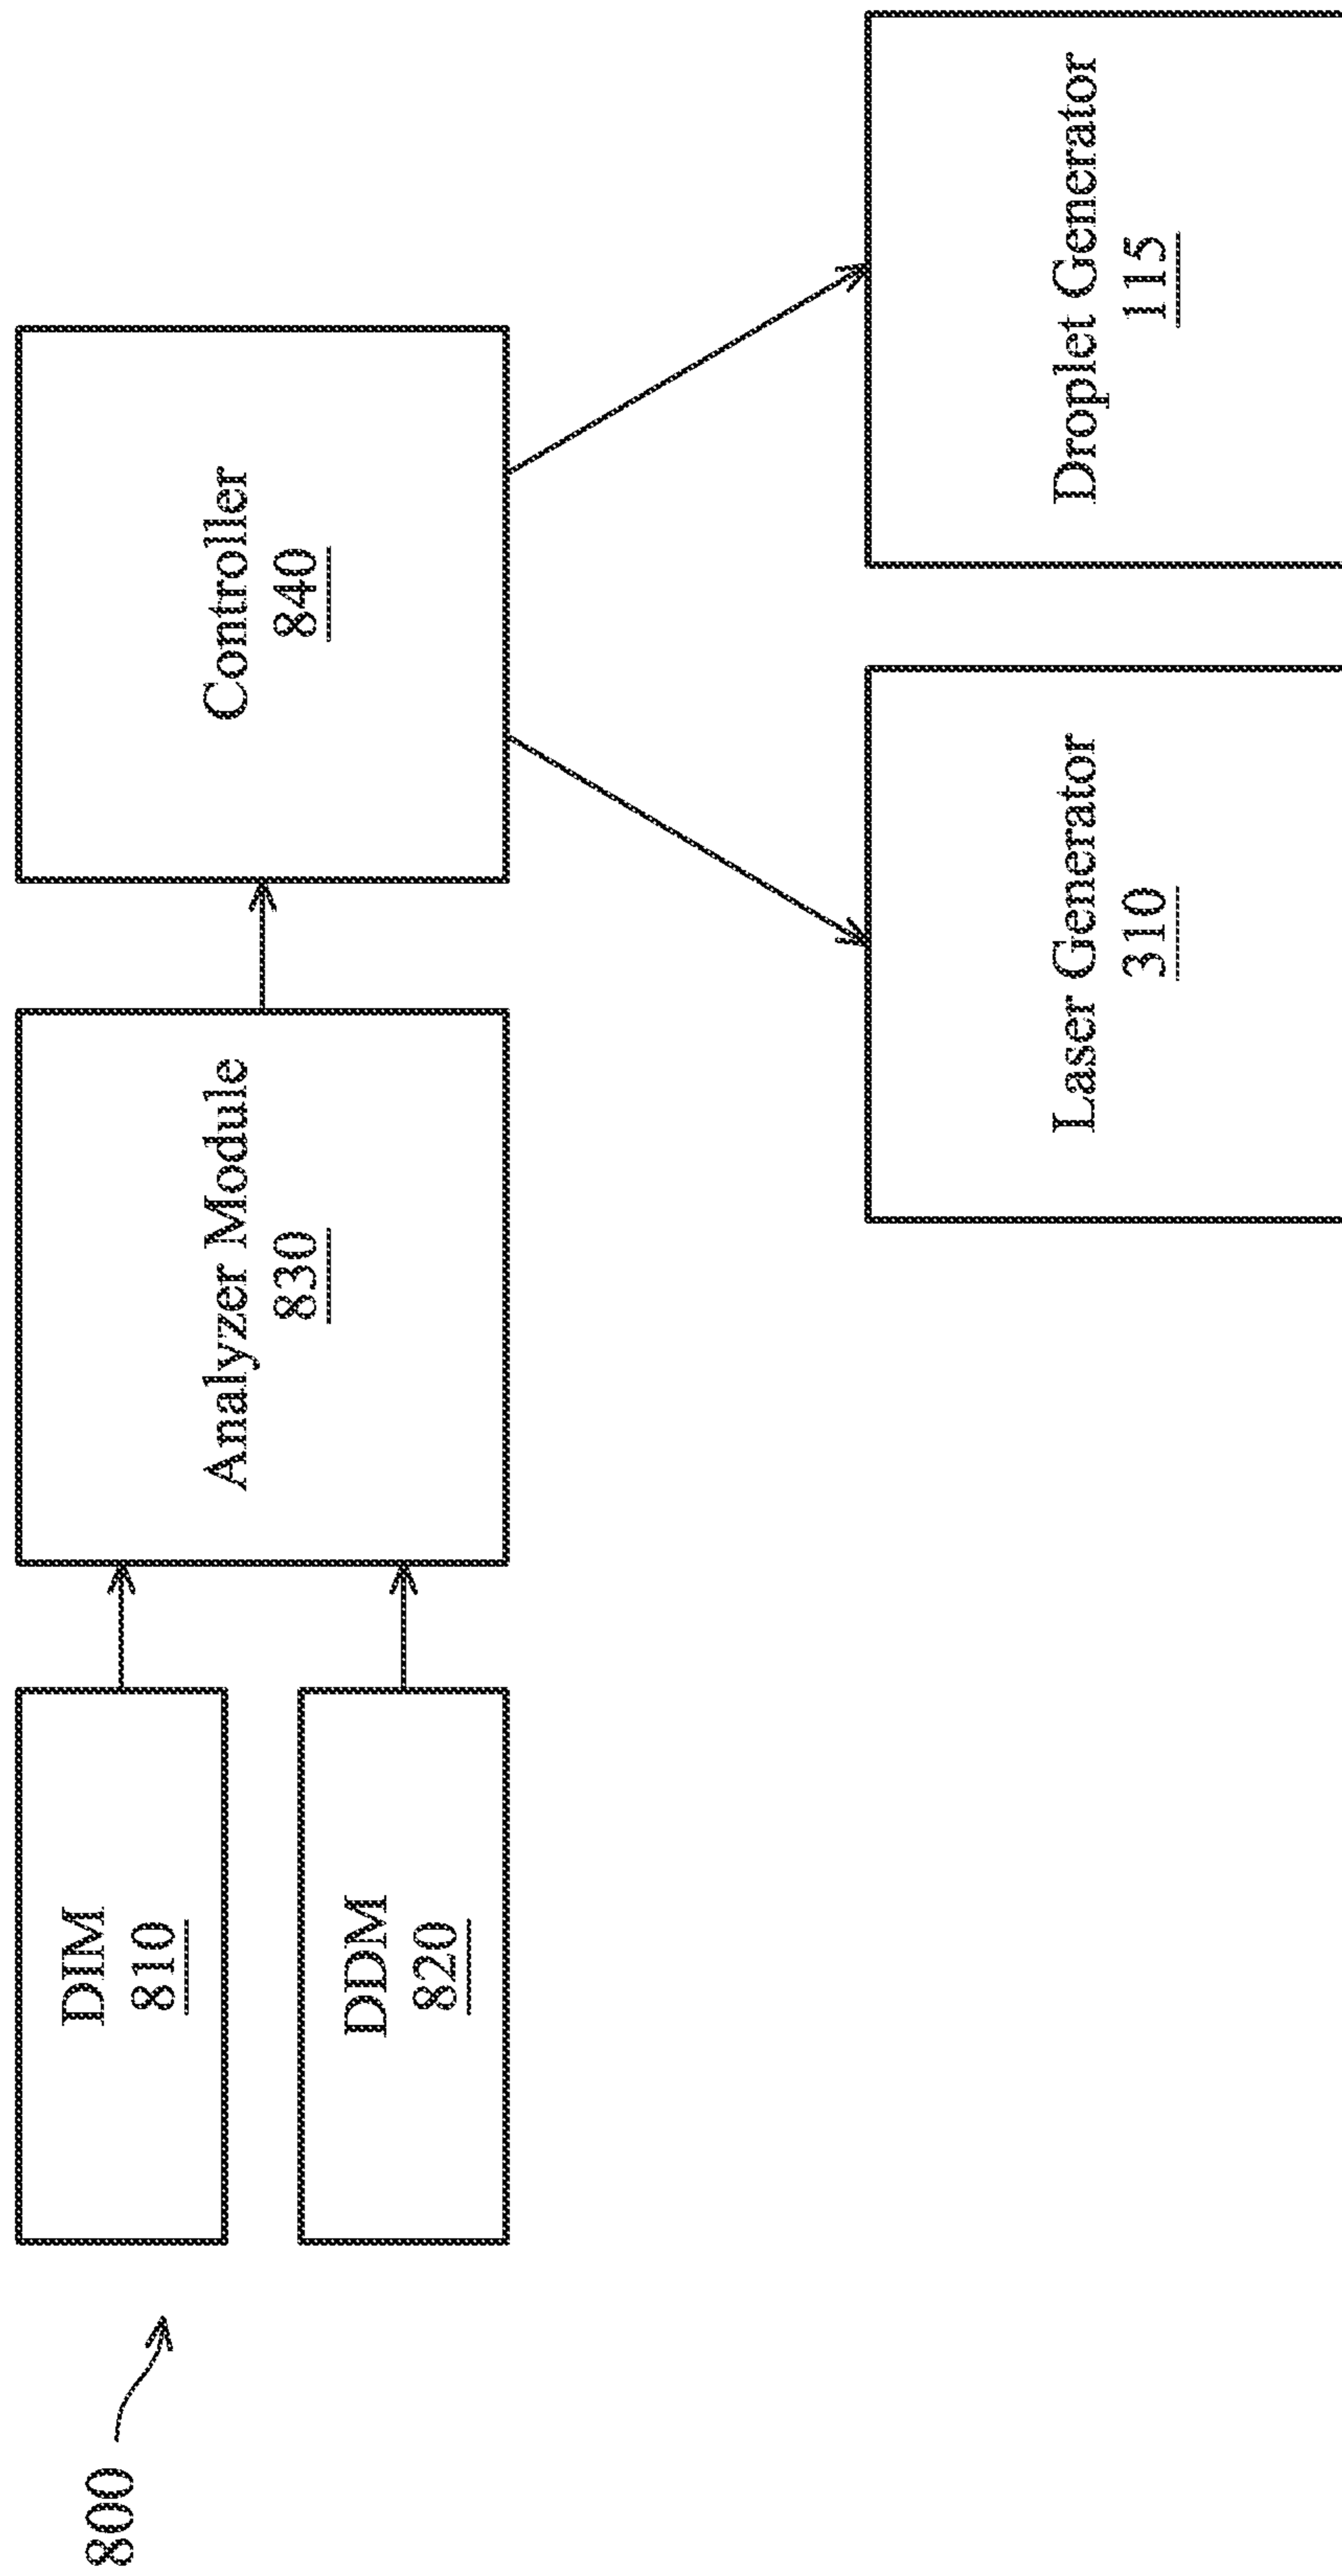 800
DIM
810
DDM
820
Analyzer Module
830
Controller
840
Laser Generator
310
Droplet Generator
115